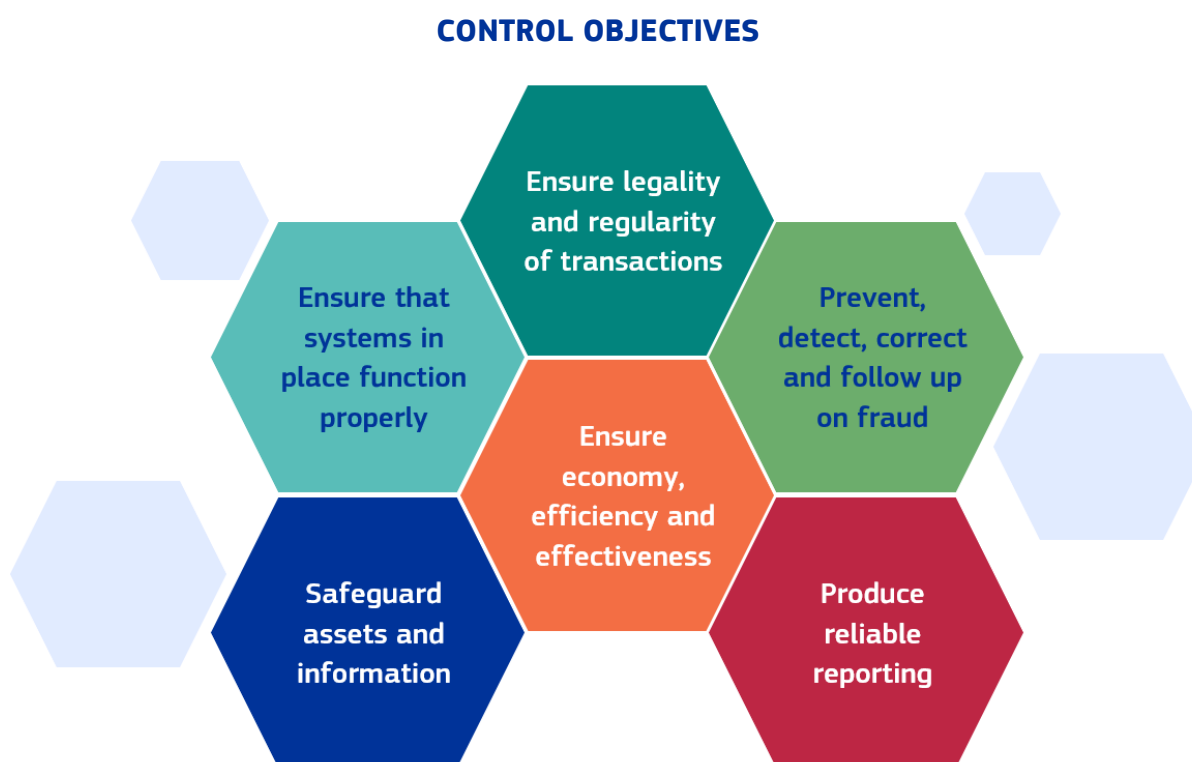 CONTROL OBJECTIVES
Ensure legality
and regularity
of transactions
Ensure that
systems in
place function
properly
Prevent,
detect, correct
and follow up
on fraud
Ensure
economy,
efficiency and
effectiveness
Safeguard
assets and
information
Produce
reliable
reporting